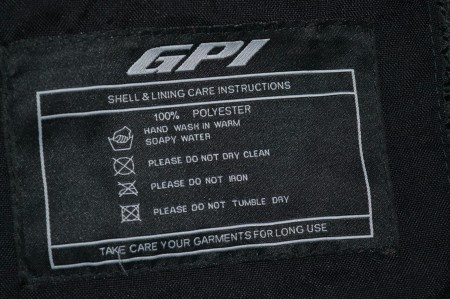 GPI
SHELL & LINING CARE INSTRUCTIONS
100% POLYESTER
HAND WASH IN WARM
SOAPY WATER
PLEASE DO NOT DRY CLEAN
PLEASE DO NOT IRON
PLEASE DO NOT TUMBLE DRY
TAKE CARE YOUR GARMENTS FOR LONG USE